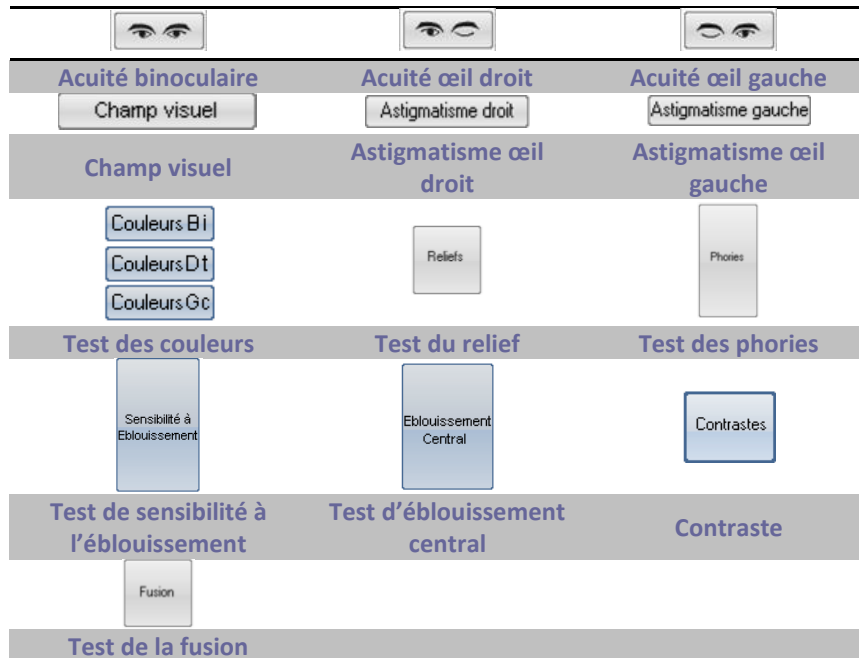 Acuité binoculaire
Acuité œil droit
Acuité œil gauche
Champ visuel
Astigmatisme droit
Astigmatisme gauche
Champ visuel
Astigmatisme œil
droit
Astigmatisme œil
gauche
Couleurs Bi
Couleurs Dt
Couleurs Gc
Reliefs
Phories
Test des couleurs
Test du relief
Test des phories
Sensibilité à
Eblouissement
Eblouissement
Central
Contrastes
Test de sensibilité à
l’éblouissement
Test d’éblouissement
central
Contraste
Fusion
Test de la fusion